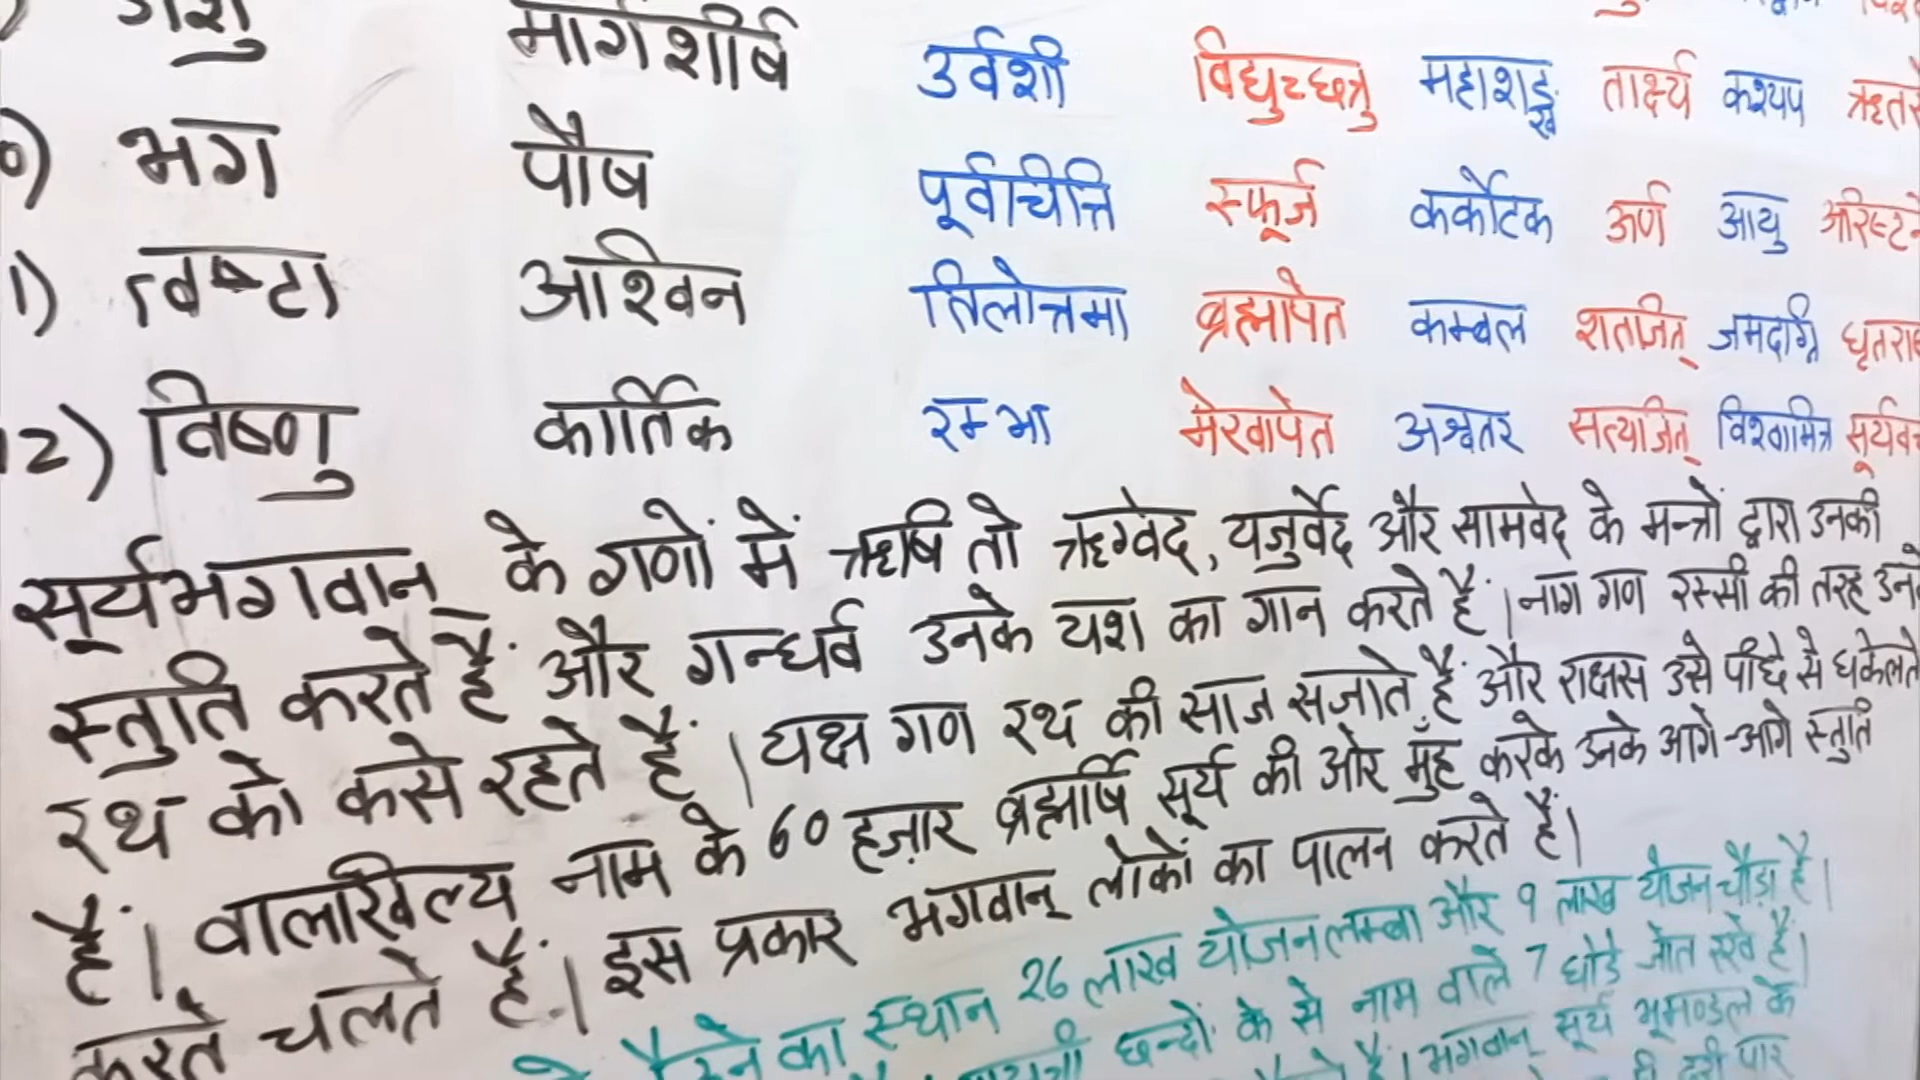 मार्गशीर्ष उर्वशी विद्युच्छत्रु महाशङ्ख तार्क्ष्य कश्यप
भग पौष पूर्वचित्ति स्फूर्ज कर्कोटक ऊर्ण आयु
त्वष्टा आश्विन तिलोत्तमा ब्रह्मापेत कम्बल शतजित् जमदग्नि
12) विष्णु कार्तिक रम्भा मेखापेत अश्वतर सत्यजित् विश्वामित्र
सूर्यभगवान् के गणों में ऋषि तो ऋग्वेद, यजुर्वेद और सामवेद के मन्त्रों द्वारा उनकी
स्तुति करते हैं और गन्धर्व उनके यश का गान करते हैं। नाग गण रस्सी की तरह
रथ को कसे रहते हैं। यक्ष गण रथ की साज सजाते हैं और राक्षस उसे पीछे से धकेलते
हैं। वालखिल्य नाम के 60 हज़ार ब्रह्मर्षि सूर्य की ओर मुँह करके उनके आगे-आगे स्तुति
करते चलते हैं। इस प्रकार भगवान् लोकों का पालन करते हैं।
का स्थान 26 लाख योजन लम्बा और 9 लाख योजन चौड़ा है।
छन्दों के से नाम वाले 7 घोड़े जोत रखे हैं।
भगवान् सूर्य भूमण्डल के